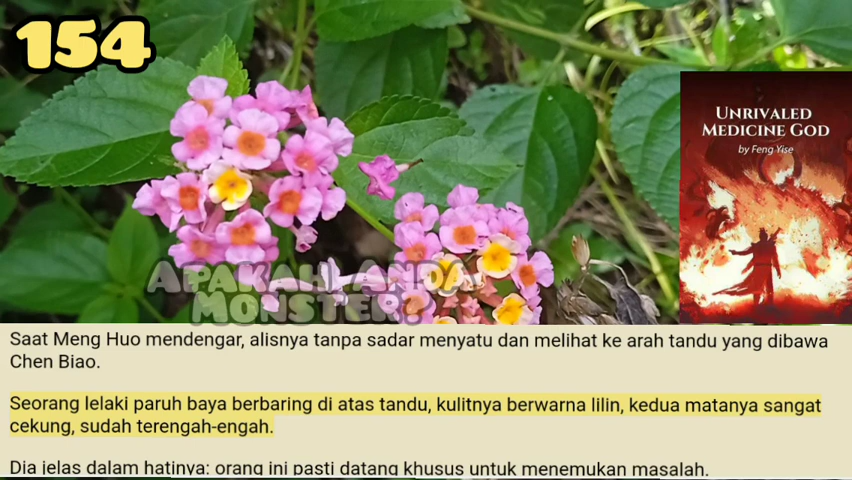 154
UNRIVALED
MEDICINE GOD
by Feng Yise
APAKAH ANDA
MONSTER?
Saat Meng Huo mendengar, alisnya tanpa sadar menyatu dan melihat ke arah tandu yang dibawa
Chen Biao.
Seorang lelaki paruh baya berbaring di atas tandu, kulitnya berwarna lilin, kedua matanya sangat
cekung, sudah terengah-engah.
Dia jelas dalam hatinya: orang ini pasti datang khusus untuk menemukan masalah.